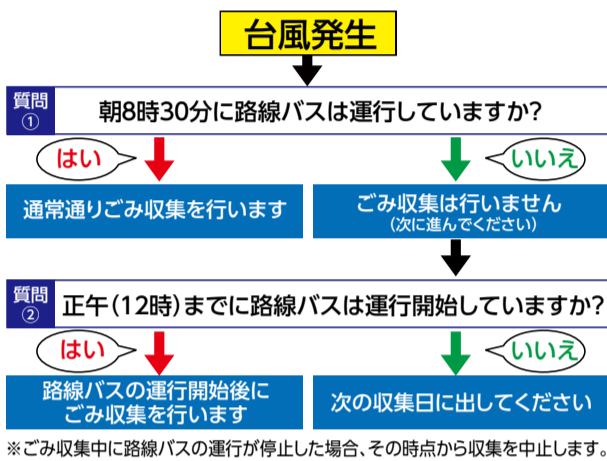 台風発生
質問
①
朝8時30分に路線バスは運行していますか?
はい
いいえ
通常通りごみ収集を行います
ごみ収集は行いません
(次に進んでください)
質問
②
正午(12時)までに路線バスは運行開始していますか?
はい
いいえ
路線バスの運行開始後に
ごみ収集を行います
次の収集日に出してください
※ごみ収集中に路線バスの運行が停止した場合、その時点から収集を中止します。